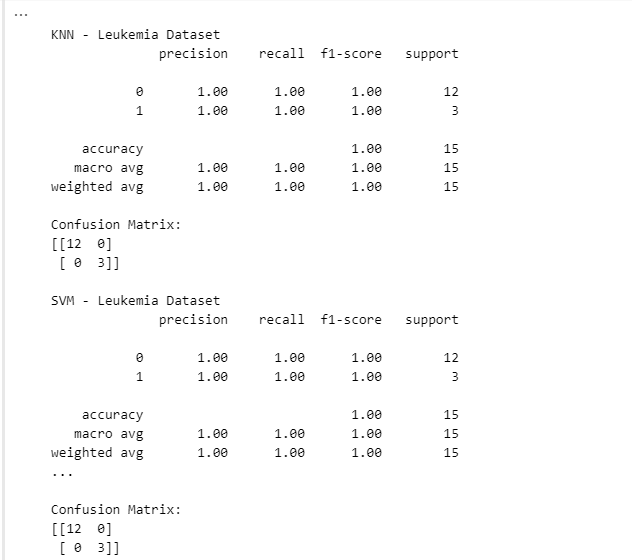 ...
KNN - Leukemia Dataset
precision recall f1-score support
0 1.00 1.00 1.00 12
1 1.00 1.00 1.00 3
accuracy 1.00 15
macro avg 1.00 1.00 1.00 15
weighted avg 1.00 1.00 1.00 15
Confusion Matrix:
[[12 0]
[ 0 3]]
SVM - Leukemia Dataset
precision recall f1-score support
0 1.00 1.00 1.00 12
1 1.00 1.00 1.00 3
accuracy 1.00 15
macro avg 1.00 1.00 1.00 15
weighted avg 1.00 1.00 1.00 15
...
Confusion Matrix:
[[12 0]
[ 0 3]]